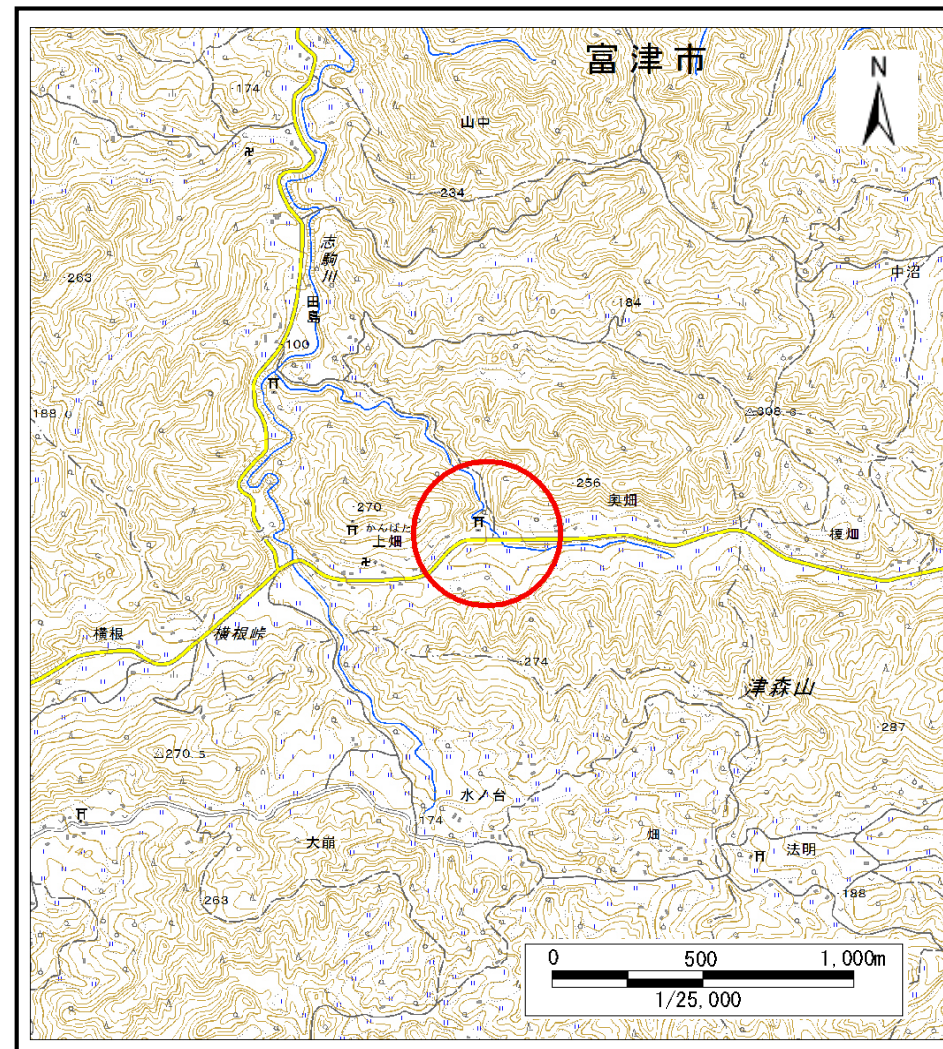 富津市
N
・174
山中
・234
志駒川
・263
中沼
・184
田島
・100
188.0
308.3
・256
奥畑
・270
かんばた
上畑
榎畑
横根
横根峠
・274
津森山
287
270.5
水ノ台
174
大崩
畑
法明
・263
・188
0 500 1,000m
1/25,000